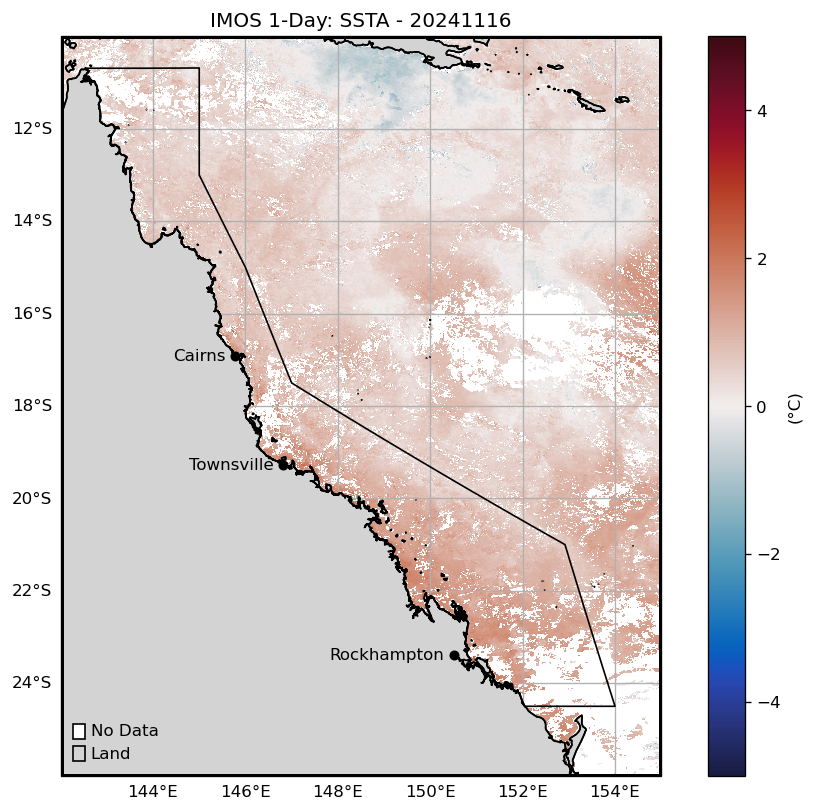 IMOS 1-Day: SSTA - 20241116
12°S
14°S
16°S
18°S
20°S
22°S
24°S
Cairns
Townsville
Rockhampton
No Data
Land
144°E
146°E
148°E
150°E
152°E
154°E
4
2
0
−2
−4
(°C)